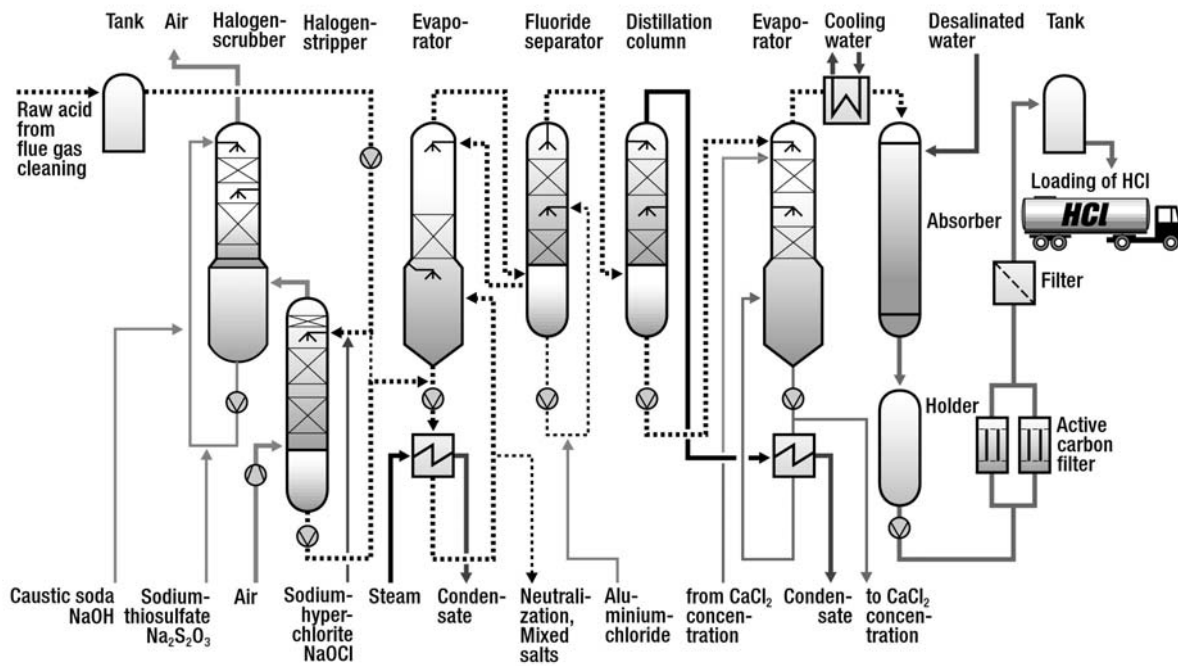 Tank
Air
Halogen-
scrubber
Halogen-
stripper
Evapo-
rator
Fluoride
separator
Distillation
column
Evapo-
rator
Cooling
water
Desalinated
water
Tank
Raw acid
from
flue gas
cleaning
Loading of HCl
HCl
Absorber
Filter
Holder
Active
carbon
filter
Caustic soda
NaOH
Sodium-
thiosulfate
Na₂S₂O₃
Air
Sodium-
hyper-
chlorite
NaOCl
Steam
Conden-
sate
Neutrali-
zation,
Mixed
salts
Alu-
minium-
chloride
from CaCl₂
concen-
tration
Conden-
sate
to CaCl₂
concen-
tration